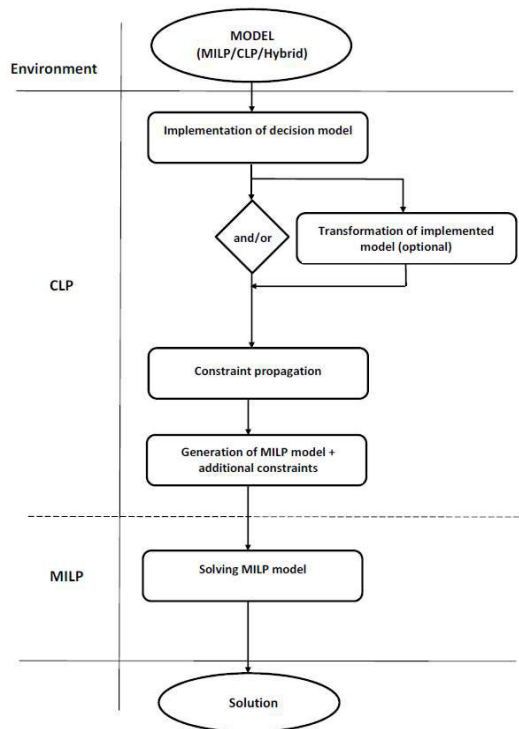 MODEL
(MILP/CLP/Hybrid)
Environment
Implementation of decision model
and/or
Transformation of implemented
model (optional)
CLP
Constraint propagation
Generation of MILP model +
additional constraints
MILP
Solving MILP model
Solution